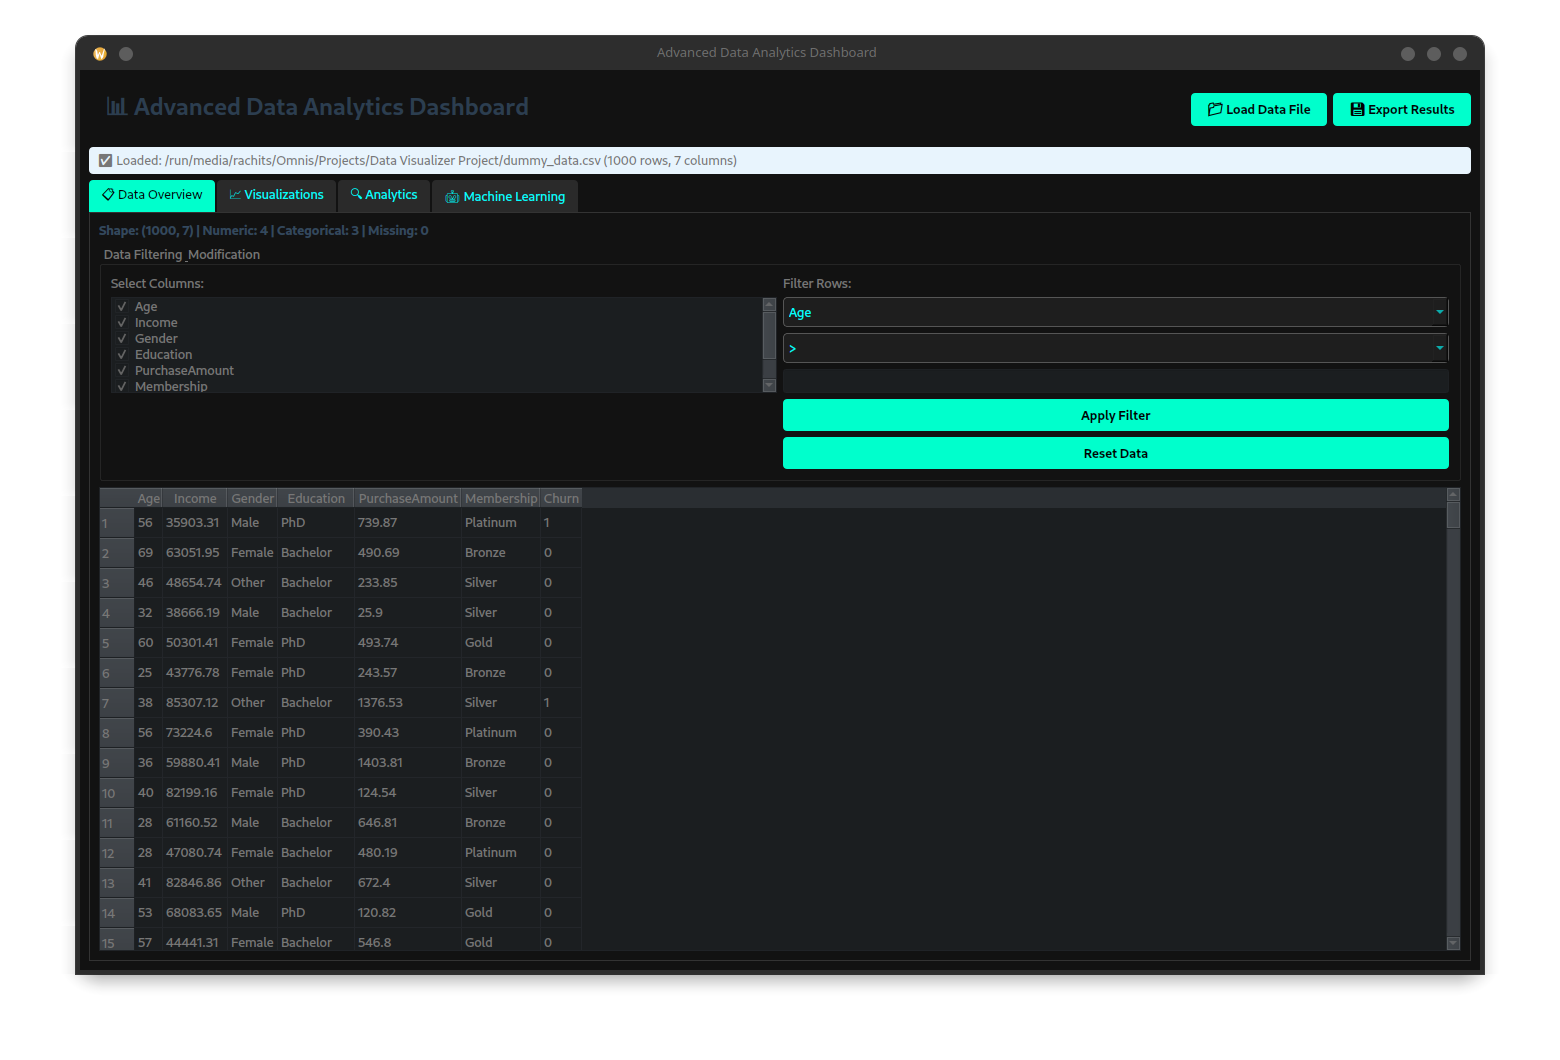 Advanced Data Analytics Dashboard
Advanced Data Analytics Dashboard
Load Data File
Export Results
Loaded: /run/media/rachits/Omnis/Projects/Data Visualizer Project/dummy_data.csv (1000 rows, 7 columns)
Data Overview Visualizations Analytics Machine Learning
Shape: (1000, 7) | Numeric: 4 | Categorical: 3 | Missing: 0
Data Filtering _Modification
Select Columns:
Age
Income
Gender
Education
PurchaseAmount
Membership
Filter Rows:
Age
>
Apply Filter
Reset Data
Age Income Gender Education PurchaseAmount Membership Churn
1 56 35903.31 Male PhD 739.87 Platinum 1
2 69 63051.95 Female Bachelor 490.69 Bronze 0
3 46 48654.74 Other Bachelor 233.85 Silver 0
4 32 38666.19 Male Bachelor 25.9 Silver 0
5 60 50301.41 Female PhD 493.74 Gold 0
6 25 43776.78 Female PhD 243.57 Bronze 0
7 38 85307.12 Other Bachelor 1376.53 Silver 1
8 56 73224.6 Female PhD 390.43 Platinum 0
9 36 59880.41 Male PhD 1403.81 Bronze 0
10 40 82199.16 Female PhD 124.54 Silver 0
11 28 61160.52 Male Bachelor 646.81 Bronze 0
12 28 47080.74 Female Bachelor 480.19 Platinum 0
13 41 82846.86 Other Bachelor 672.4 Silver 0
14 53 68083.65 Male PhD 120.82 Gold 0
15 57 44441.31 Female Bachelor 546.8 Gold 0